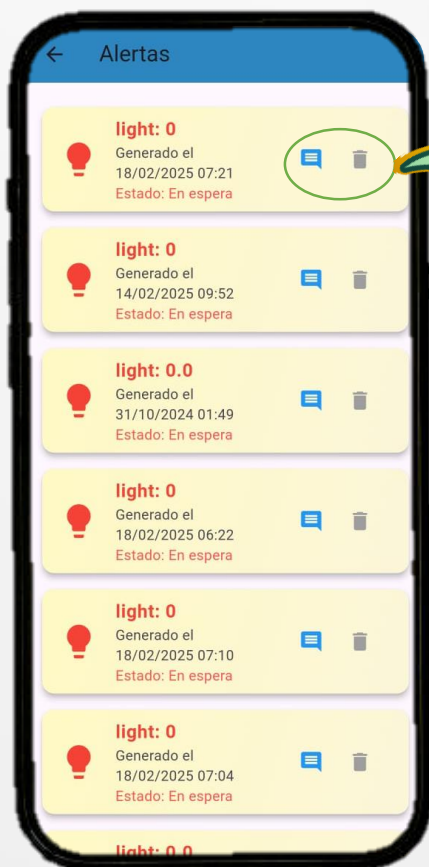 Alertas
light: 0
Generado el
18/02/2025 07:21
Estado: En espera
light: 0
Generado el
14/02/2025 09:52
Estado: En espera
light: 0.0
Generado el
31/10/2024 01:49
Estado: En espera
light: 0
Generado el
18/02/2025 06:22
Estado: En espera
light: 0
Generado el
18/02/2025 07:10
Estado: En espera
light: 0
Generado el
18/02/2025 07:04
Estado: En espera
light: 0.0